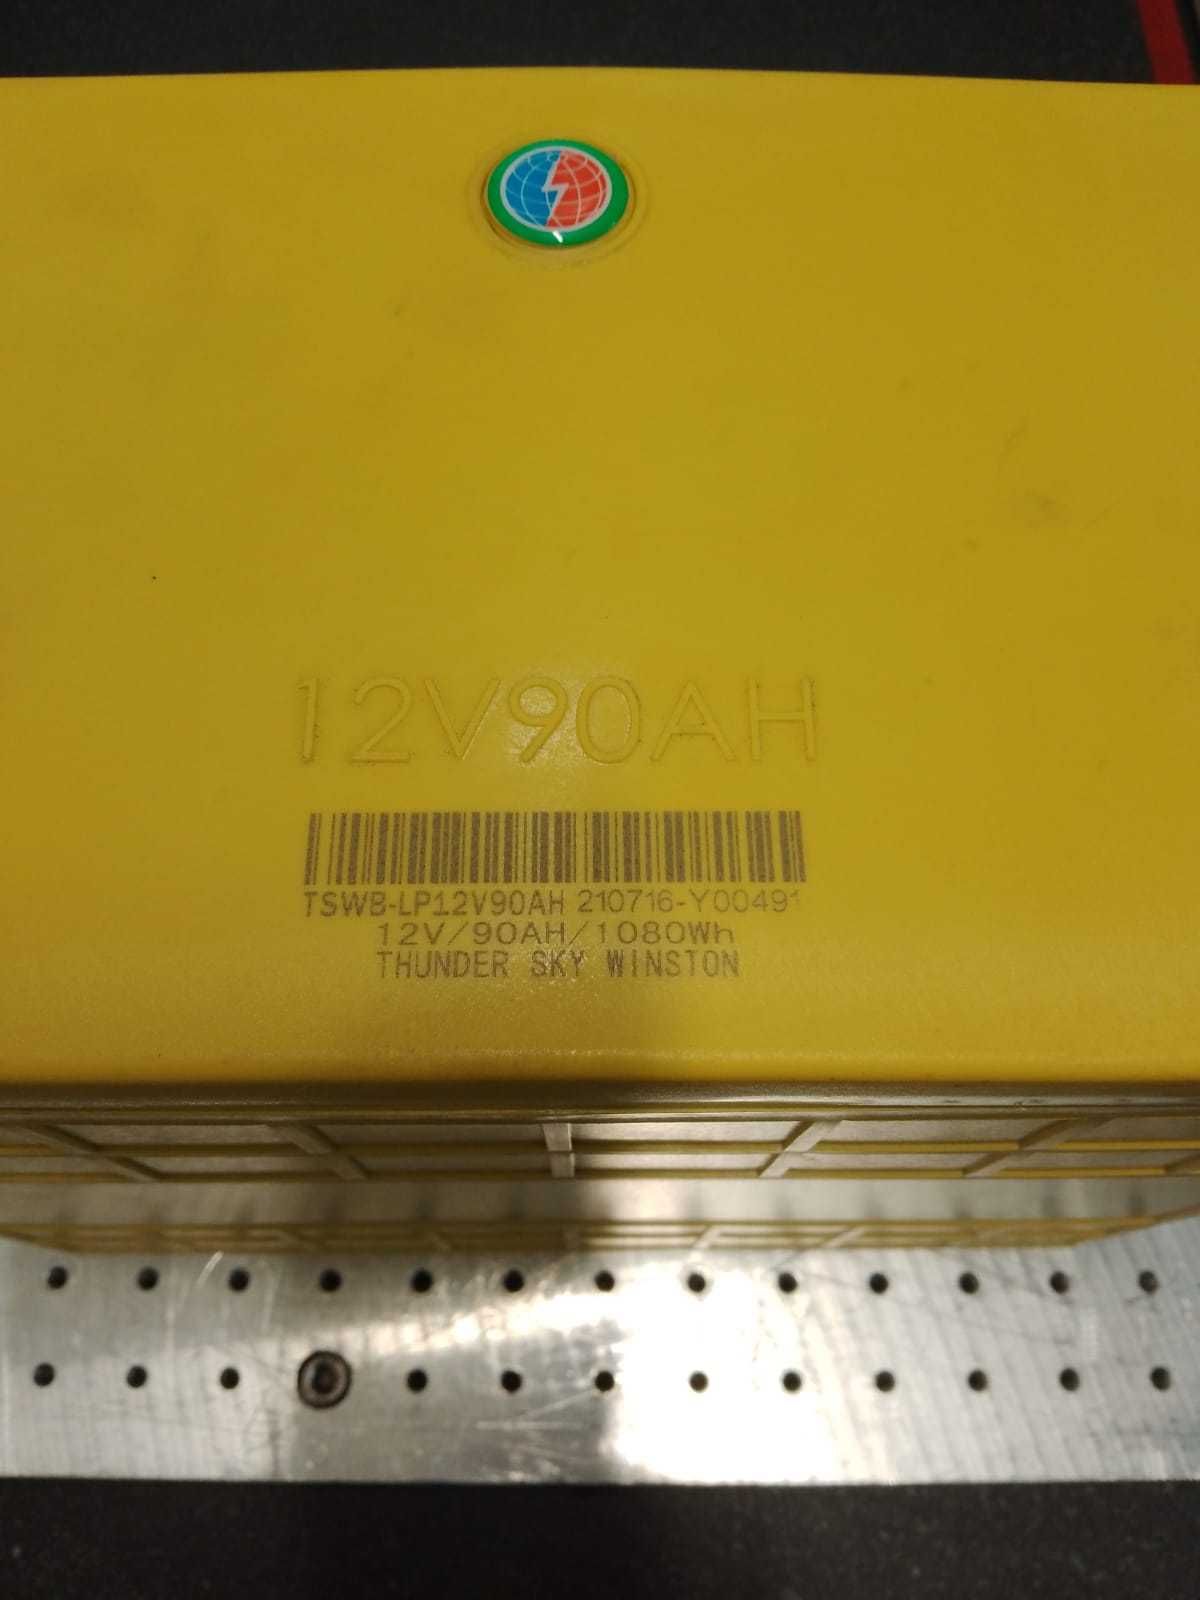 12V90AH
TSWB-LP12V90AH 210716-Y00491
12V/90AH/1080Wh
THUNDER SKY WINSTON